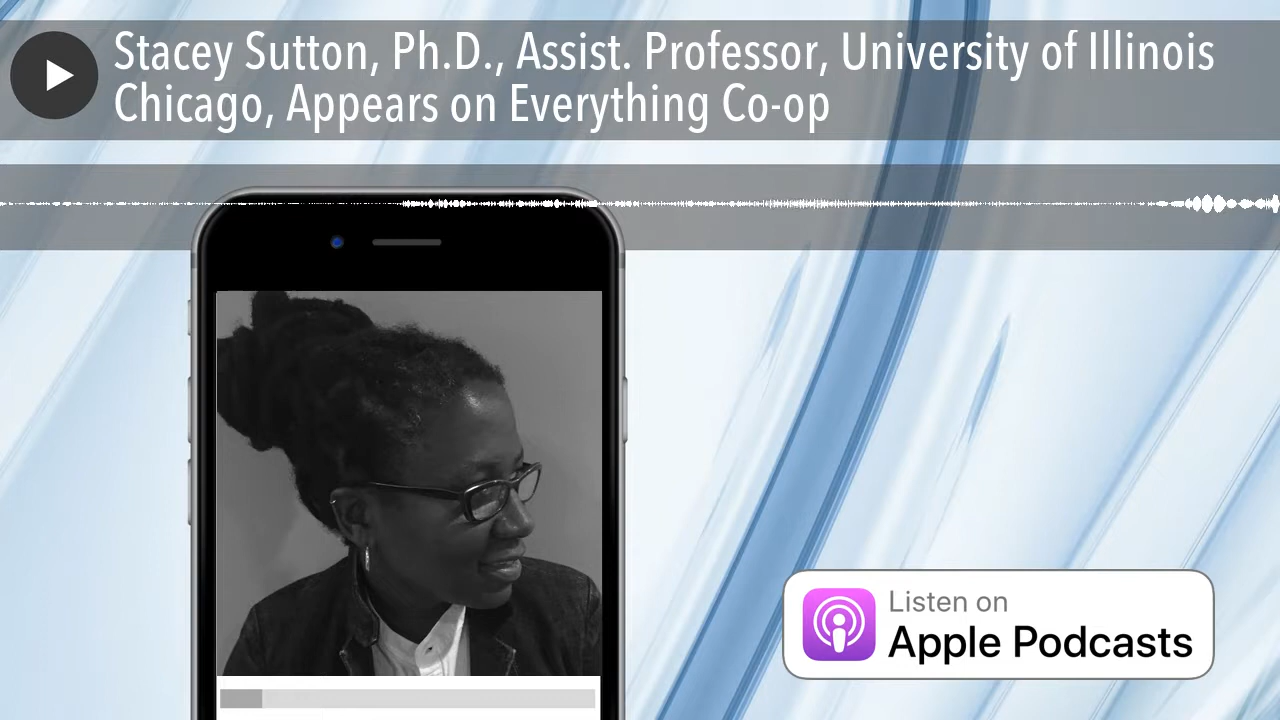 Stacey Sutton, Ph.D., Assist. Professor, University of Illinois
Chicago, Appears on Everything Co-op
Listen on
Apple Podcasts